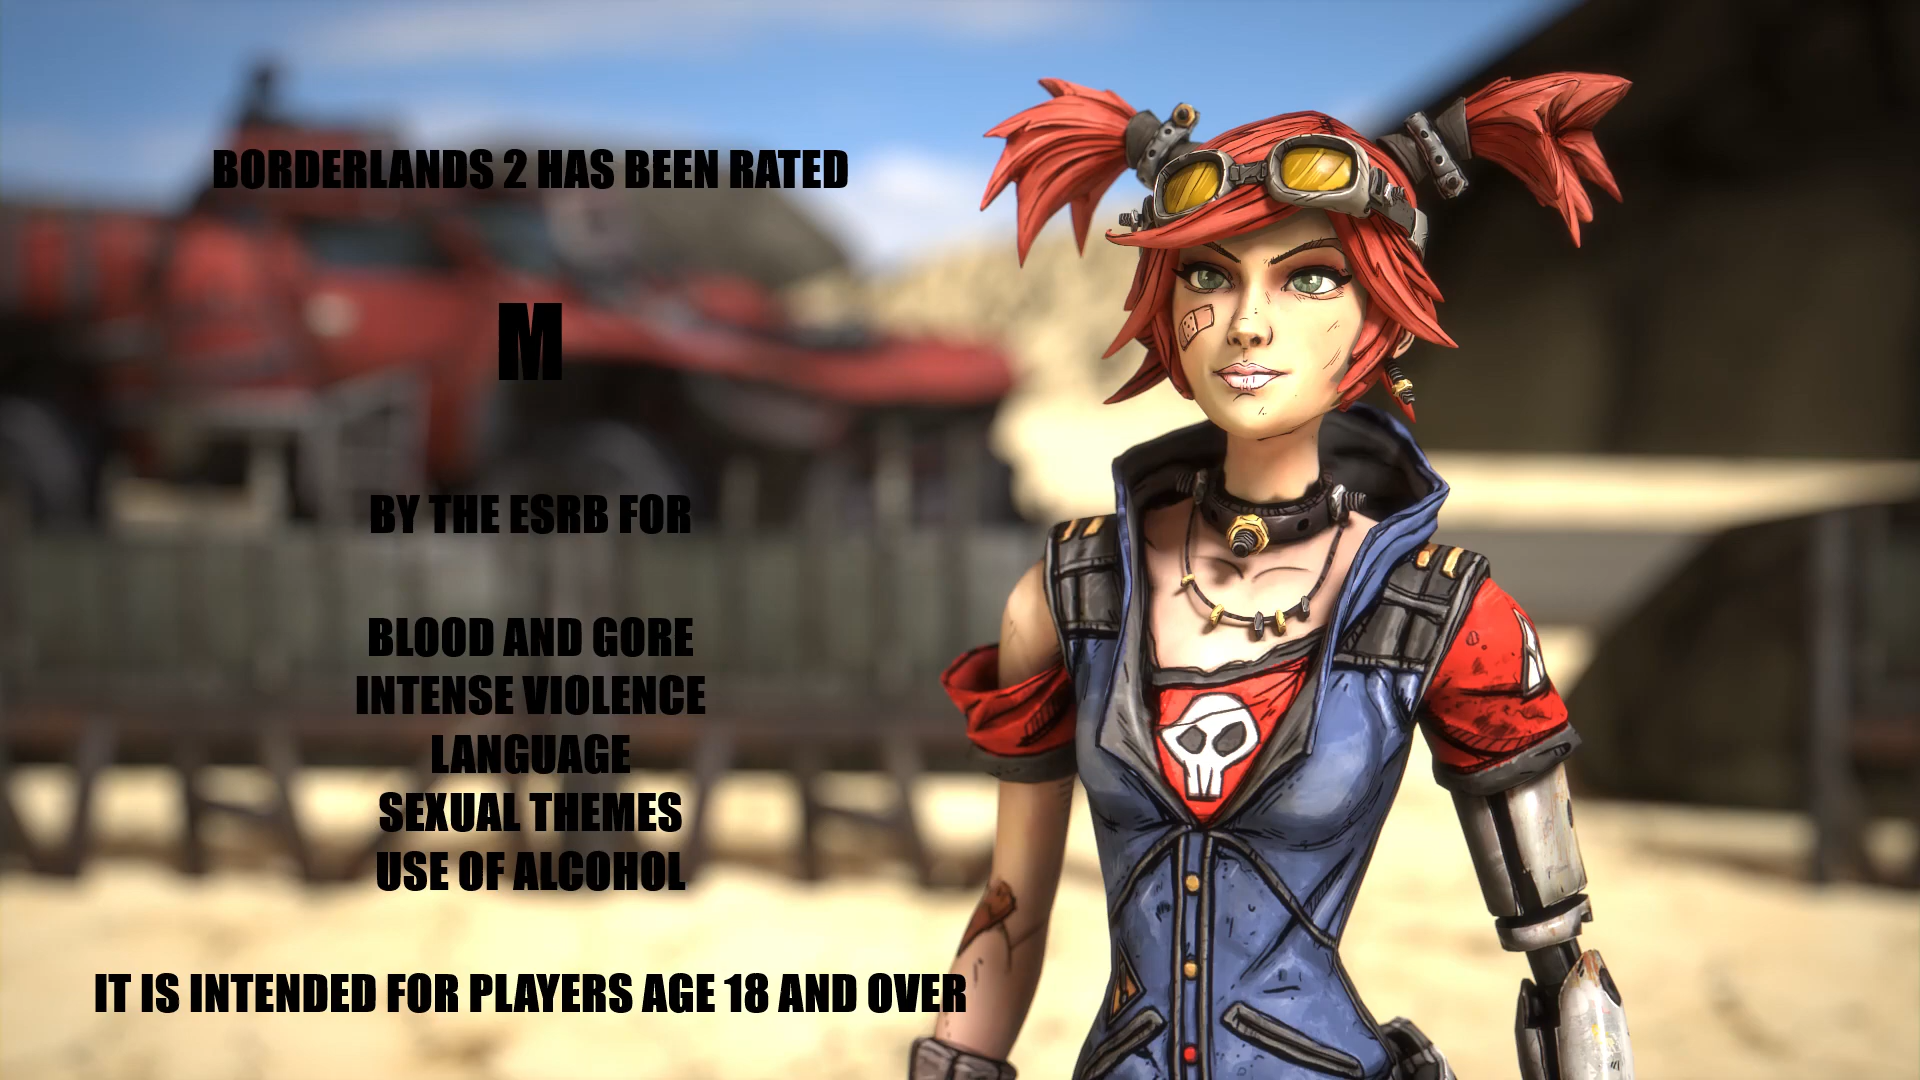 BORDERLANDS 2 HAS BEEN RATED
M
BY THE ESRB FOR
BLOOD AND GORE
INTENSE VIOLENCE
LANGUAGE
SEXUAL THEMES
USE OF ALCOHOL
IT IS INTENDED FOR PLAYERS AGE 18 AND OVER